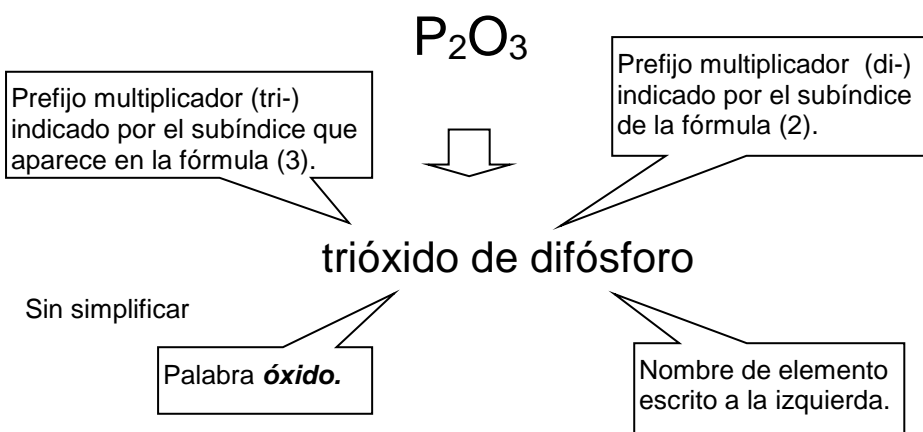 P₂O₃
Prefijo multiplicador (tri-)
indicado por el subíndice que
aparece en la fórmula (3).
Prefijo multiplicador (di-)
indicado por el subíndice
de la fórmula (2).
trióxido de difósforo
Sin simplificar
Palabra óxido.
Nombre de elemento
escrito a la izquierda.